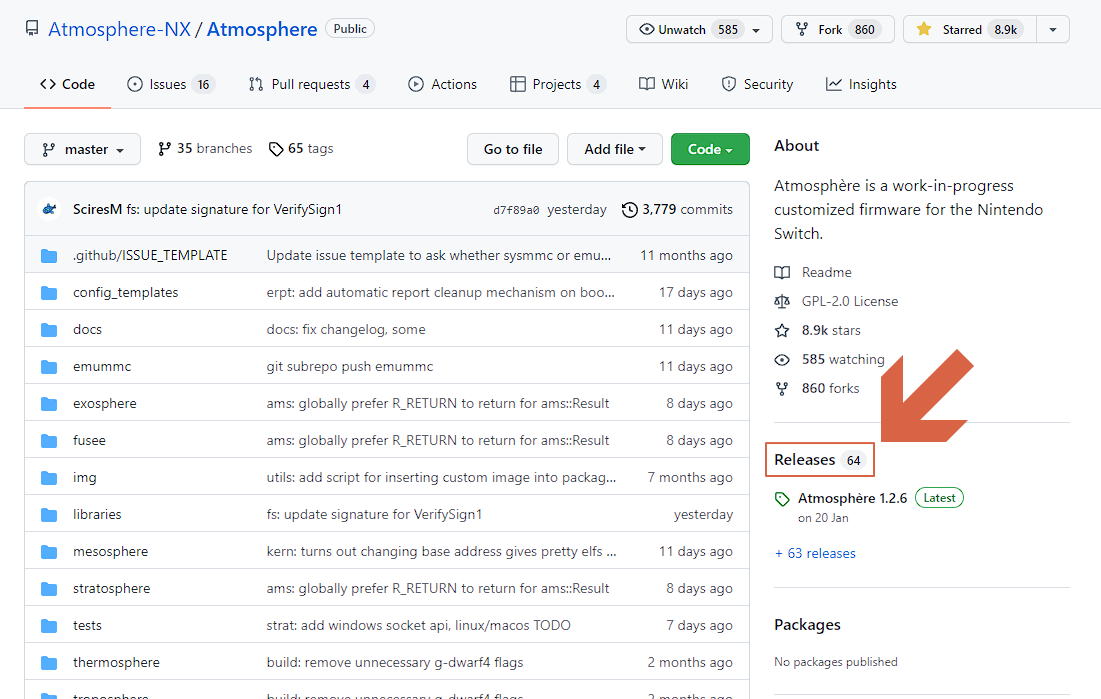 Atmosphere-NX / Atmosphere Public Unwatch 585 Fork 860 Starred 8.9k
Code Issues 16 Pull requests 4 Actions Projects 4 Wiki Security Insights
master 35 branches 65 tags Go to file Add file Code
SciresM fs: update signature for VerifySign1 d7f89a0 yesterday 3,779 commits
.github/ISSUE_TEMPLATE Update issue template to ask whether sysmmc or emu... 11 months ago
config_templates erpt: add automatic report cleanup mechanism on boo... 17 days ago
docs docs: fix changelog, some 11 days ago
emummc git subrepo push emummc 11 days ago
exosphere ams: globally prefer R_RETURN to return for ams::Result 8 days ago
fusee ams: globally prefer R_RETURN to return for ams::Result 8 days ago
img utils: add script for inserting custom image into packag... 7 months ago
libraries fs: update signature for VerifySign1 yesterday
mesosphere kern: turns out changing base address gives pretty elfs ... 11 days ago
stratosphere ams: globally prefer R_RETURN to return for ams::Result 8 days ago
tests strat: add windows socket api, linux/macos TODO 7 days ago
thermosphere build: remove unnecessary g-dwarf4 flags 2 months ago
troposphere build: remove unnecessary g-dwarf4 flags 2 months ago
About
Atmosphère is a work-in-progress
customized firmware for the Nintendo
Switch.
Readme
GPL-2.0 License
8.9k stars
585 watching
860 forks
Releases 64
Atmosphère 1.2.6 Latest
on 20 Jan
+ 63 releases
Packages
No packages published